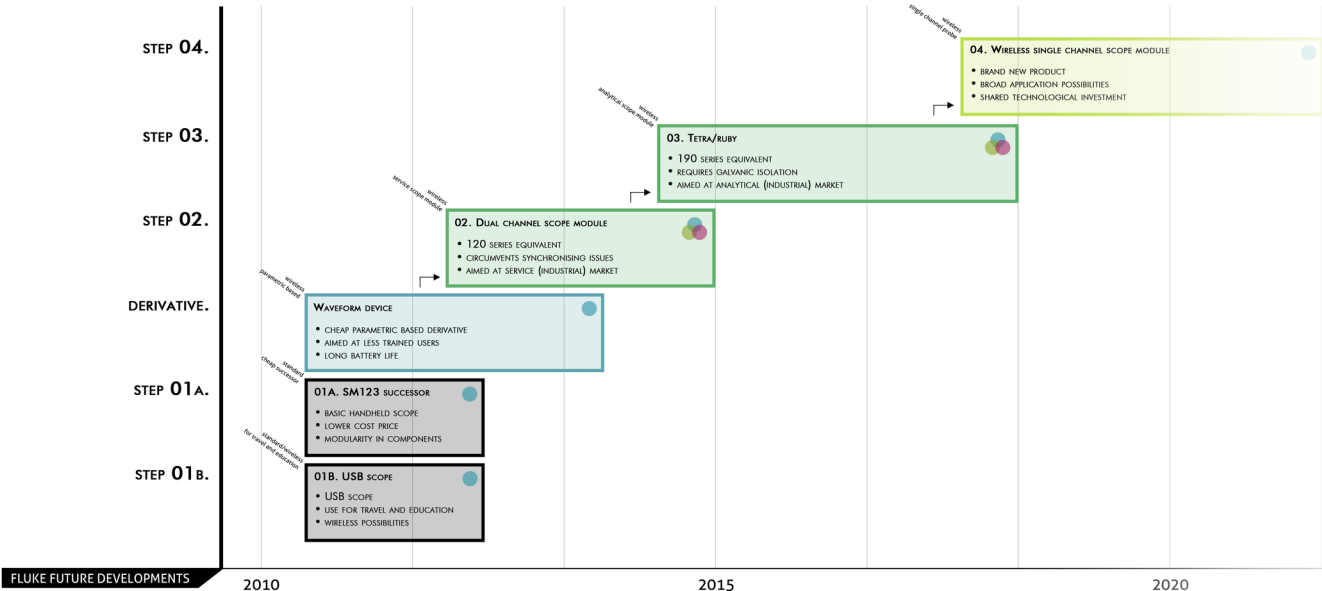 wireless
single channel probe
STEP 04.
04. WIRELESS SINGLE CHANNEL SCOPE MODULE
• BRAND NEW PRODUCT
• BROAD APPLICATION POSSIBILITIES
• SHARED TECHNOLOGICAL INVESTMENT
wireless
analytical scope module
STEP 03.
03. TETRA/RUBY
• 190 SERIES EQUIVALENT
• REQUIRES GALVANIC ISOLATION
• AIMED AT ANALYTICAL (INDUSTRIAL) MARKET
wireless
service scope module
STEP 02.
02. DUAL CHANNEL SCOPE MODULE
• 120 SERIES EQUIVALENT
• CIRCUMVENTS SYNCHRONISING ISSUES
• AIMED AT SERVICE (INDUSTRIAL) MARKET
wireless
parametric based
DERIVATIVE.
WAVEFORM DEVICE
• CHEAP PARAMETRIC BASED DERIVATIVE
• AIMED AT LESS TRAINED USERS
• LONG BATTERY LIFE
standard
cheap successor
STEP 01A.
01A. SM123 SUCCESSOR
• BASIC HANDHELD SCOPE
• LOWER COST PRICE
• MODULARITY IN COMPONENTS
standard/wireless
for travel and education
STEP 01B.
01B. USB SCOPE
• USB SCOPE
• USE FOR TRAVEL AND EDUCATION
• WIRELESS POSSIBILITIES
FLUKE FUTURE DEVELOPMENTS
2010
2015
2020